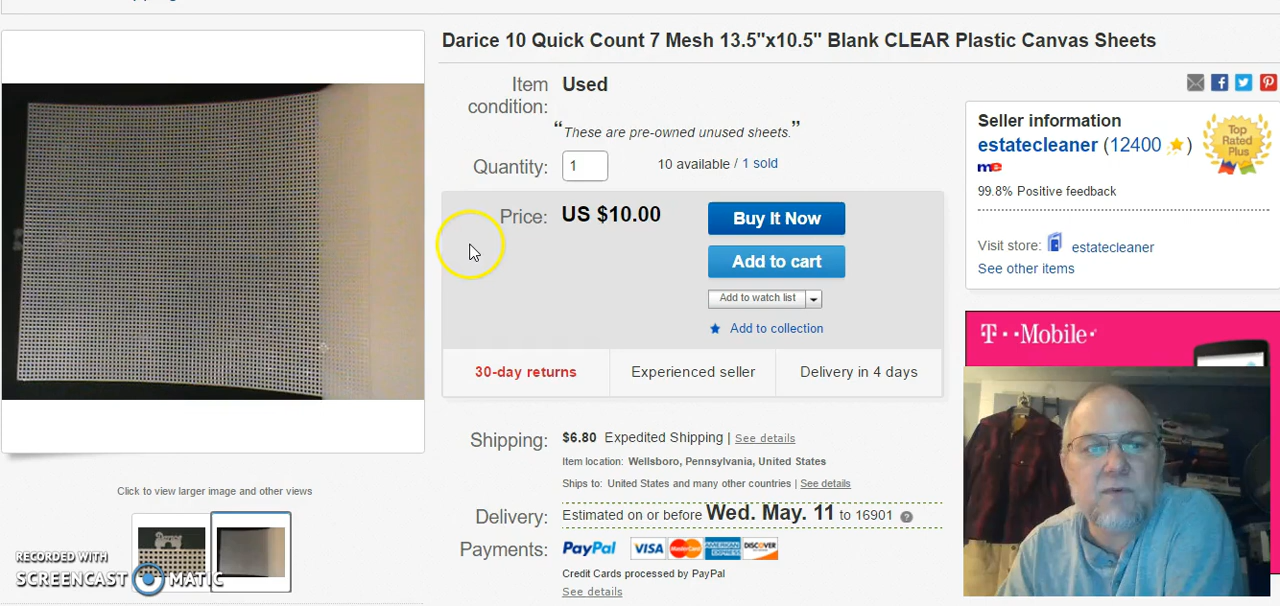 Darice 10 Quick Count 7 Mesh 13.5"x10.5" Blank CLEAR Plastic Canvas Sheets
Item condition:
Used
“These are pre-owned unused sheets.”
Quantity:
1
10 available / 1 sold
Price:
US $10.00
Buy It Now
Add to cart
Add to watch list
Add to collection
30-day returns
Experienced seller
Delivery in 4 days
Shipping:
$6.80 Expedited Shipping | See details
Item location: Wellsboro, Pennsylvania, United States
Ships to: United States and many other countries | See details
Delivery:
Estimated on or before Wed. May. 11 to 16901 ?
Payments:
PayPal VISA MasterCard AMERICAN EXPRESS DISCOVER
Credit Cards processed by PayPal
See details
Seller information
estatecleaner (12400 )
me
99.8% Positive feedback
Visit store: estatecleaner
See other items
Top Rated Plus
T··Mobile·
Click to view larger image and other views
Darice
RECORDED WITH
SCREENCAST MATIC